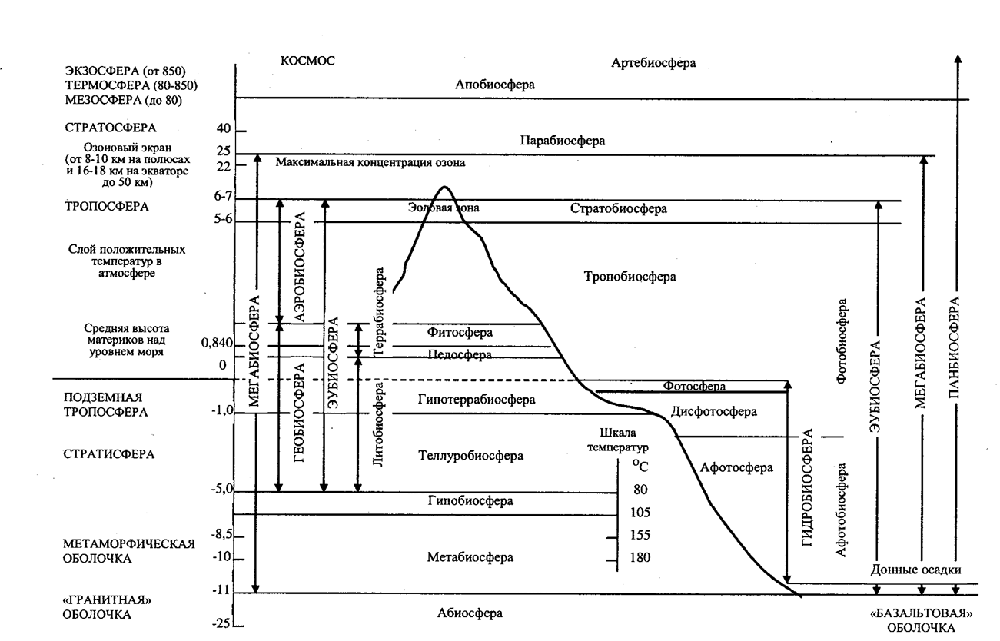 КОСМОС
Артебиосфера
ЭКЗОСФЕРА (от 850)
ТЕРМОСФЕРА (80-850)
МЕЗОСФЕРА (до 80)
Апобиосфера
СТРАТОСФЕРА
40
Парабиосфера
Озоновый экран
(от 8-10 км на полюсах
и 16-18 км на экваторе
до 50 км)
25
22
Максимальная концентрация озона
6-7
ТРОПОСФЕРА
Эоловая зона
Стратобиосфера
5-6
Слой положительных
температур в
атмосфере
Тропобиосфера
АЭРОБИОСФЕРА
Террабиосфера
Средняя высота
материков над
уровнем моря
0,840
0
Фитосфера
Педосфера
МЕГАБИОСФЕРА
ГЕОБИОСФЕРА
ЭУБИОСФЕРА
Литобиосфера
Фотобиосфера
ЭУБИОСФЕРА
МЕГАБИОСФЕРА
ПАНБИОСФЕРА
Фотосфера
ПОДЗЕМНАЯ
ТРОПОСФЕРА
-1,0
Гипотеррабиосфера
Дисфотосфера
СТРАТИСФЕРА
Теллуробиосфера
Шкала
температур
°C
80
105
155
180
Афотосфера
ГИДРОБИОСФЕРА
Афотобиосфера
-5,0
Гипобиосфера
-8,5
МЕТАМОРФИЧЕСКАЯ
ОБОЛОЧКА
-10
Метабиосфера
Донные осадки
-11
«ГРАНИТНАЯ»
ОБОЛОЧКА
-25
Абиосфера
«БАЗАЛЬТОВАЯ»
ОБОЛОЧКА